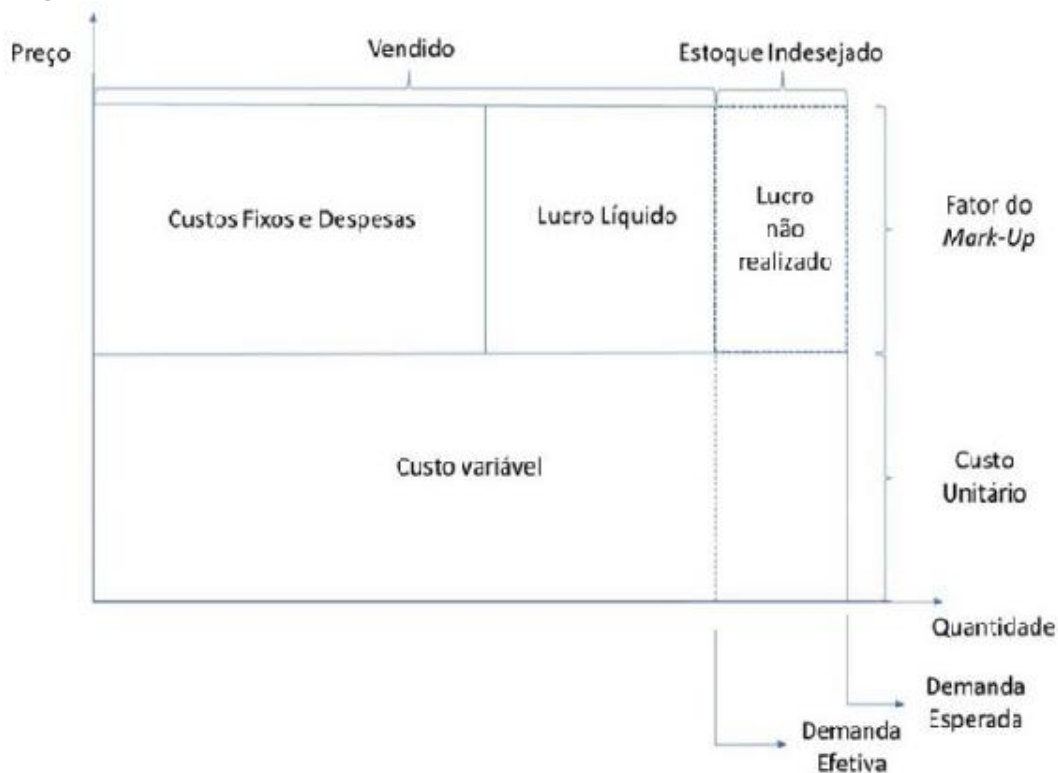 Preço
Vendido
Estoque Indesejado
Custos Fixos e Despesas
Lucro Líquido
Lucro
não
realizado
Fator do
Mark-Up
Custo variável
Custo
Unitário
Quantidade
Demanda
Esperada
Demanda
Efetiva